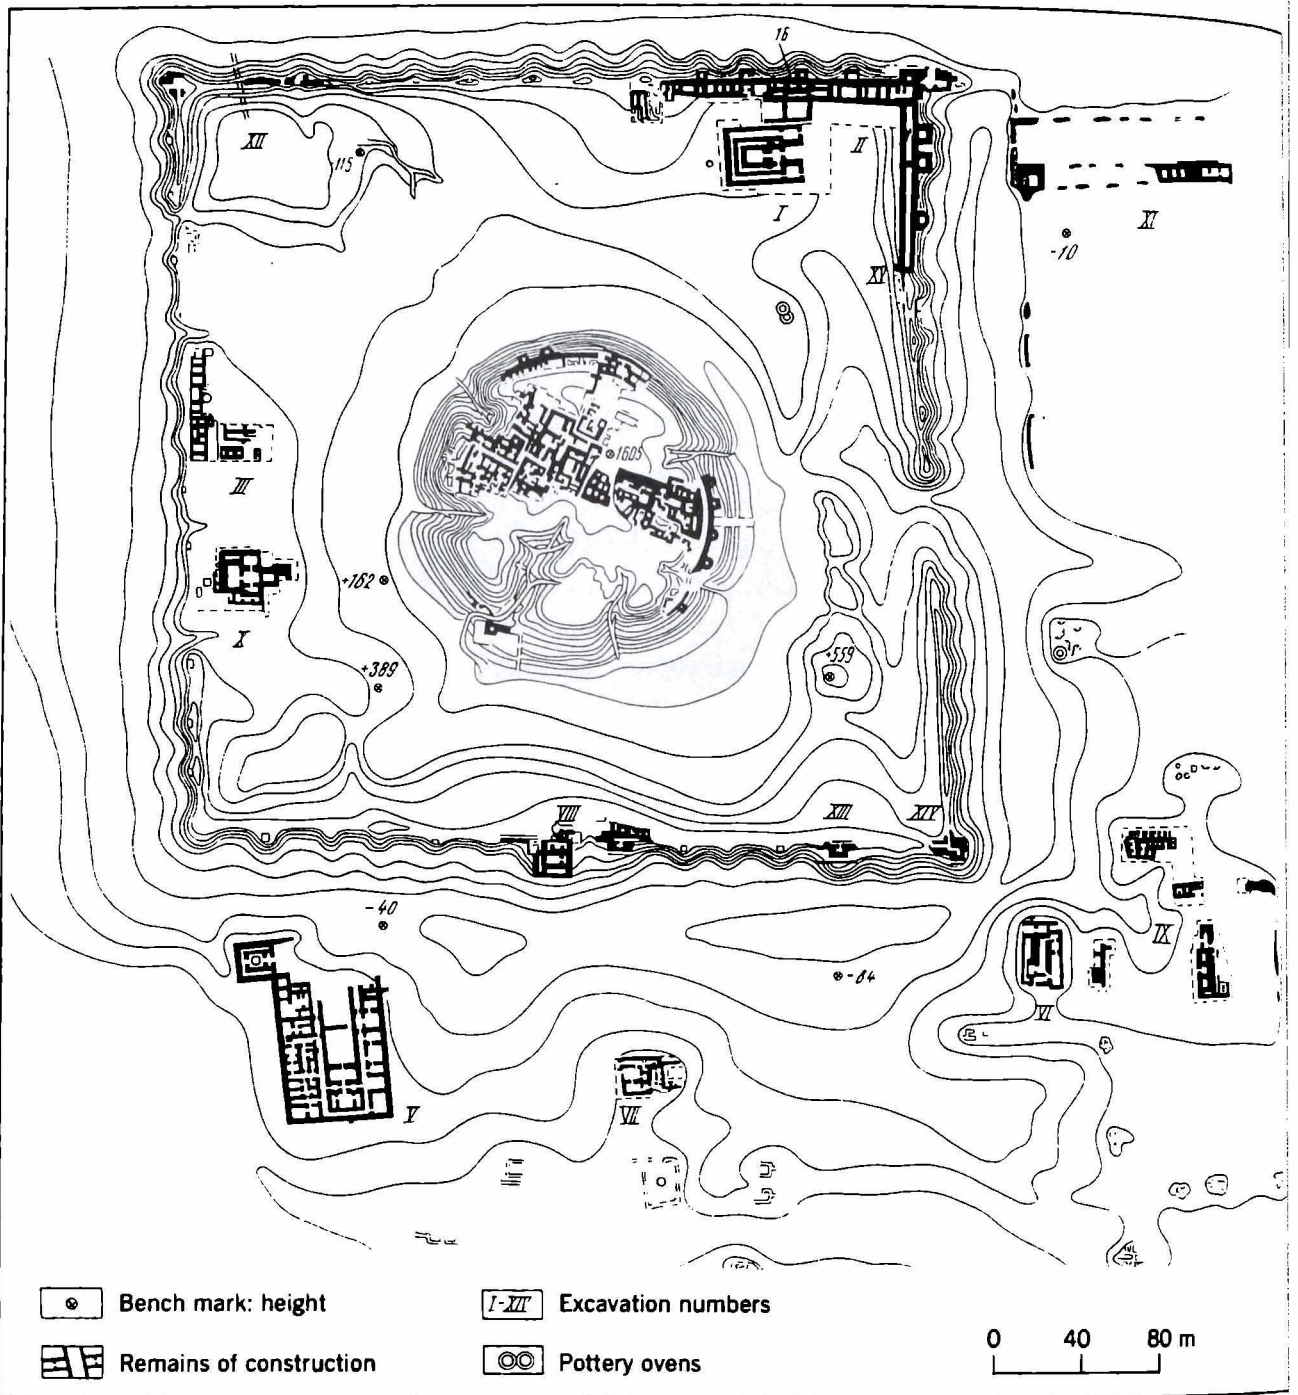 16
XII
115
II
I
XI
-10
XV
1605
III
+162
X
+389
+559
VIII
XIII
XIV
-40
IX
-84
VI
V
VII
Bench mark: height
Excavation numbers
Remains of construction
Pottery ovens
0 40 80 m